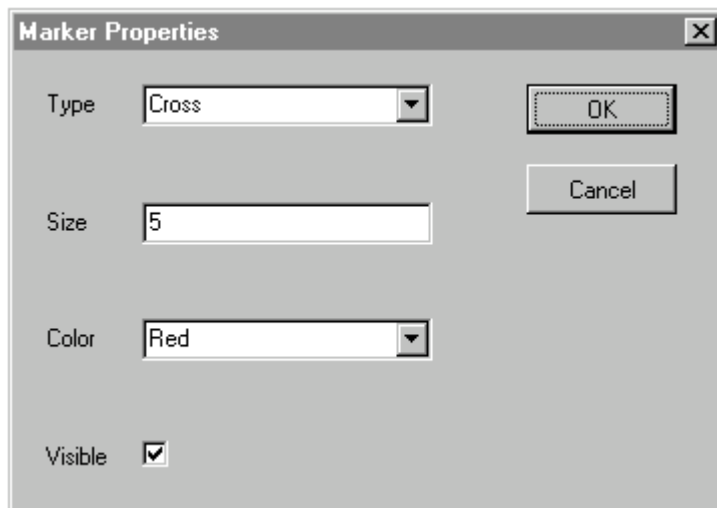 Marker Properties
Type Cross OK
Cancel
Size 5
Color Red
Visible